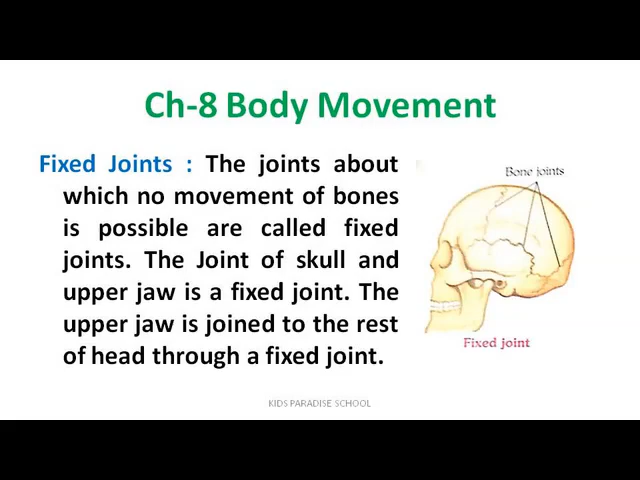 Ch-8 Body Movement
Fixed Joints : The joints about
which no movement of bones
is possible are called fixed
joints. The Joint of skull and
upper jaw is a fixed joint. The
upper jaw is joined to the rest
of head through a fixed joint.
Bone joints
Fixed joint
KIDS PARADISE SCHOOL